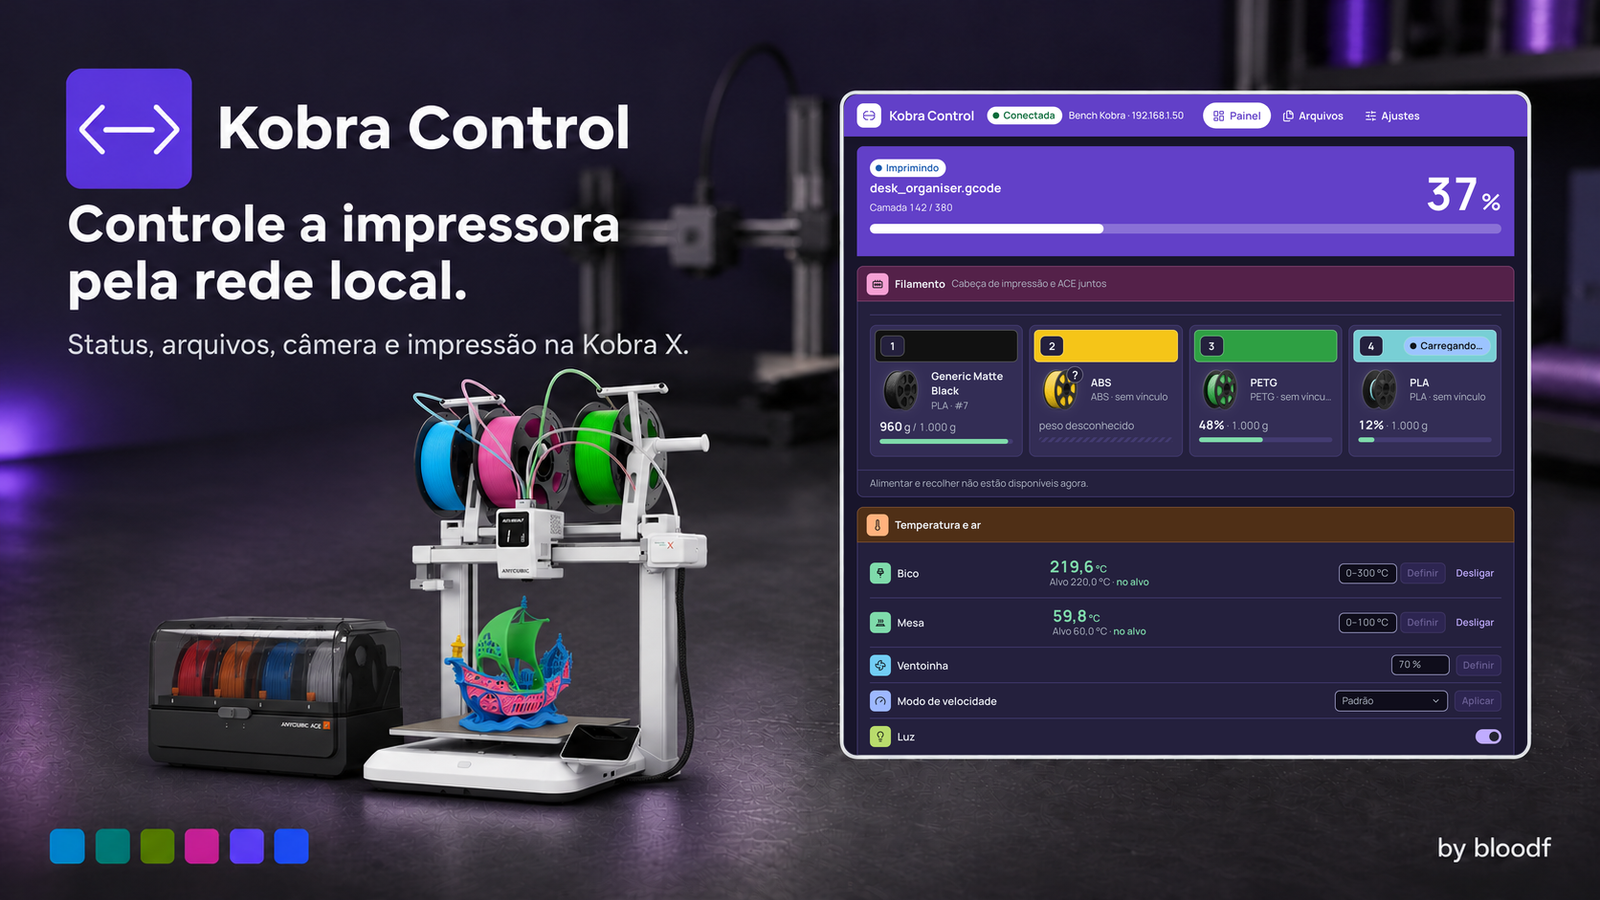 Kobra Control
Controle a impressora
pela rede local.
Status, arquivos, câmera e impressão na Kobra X.
ANYCUBIC
X
ANYCUBIC ACE
Kobra Control
Conectada
Bench Kobra · 192.168.1.50
Painel
Arquivos
Ajustes
Imprimindo
desk_organiser.gcode
Camada 142 / 380
37 %
Filamento Cabeça de impressão e ACE juntos
1
Generic Matte
Black
PLA · #7
960 g / 1.000 g
2
?
ABS
ABS · sem vínculo
peso desconhecido
3
PETG
PETG · sem víncu...
48% · 1.000 g
4
Carregando...
PLA
PLA · sem vínculo
12% · 1.000 g
Alimentar e recolher não estão disponíveis agora.
Temperatura e ar
Bico
219,6 °C
Alvo 220,0 °C · no alvo
0–300 °C
Definir
Desligar
Mesa
59,8 °C
Alvo 60,0 °C · no alvo
0–100 °C
Definir
Desligar
Ventoinha
70 %
Definir
Modo de velocidade
Padrão
Aplicar
Luz
by bloodf